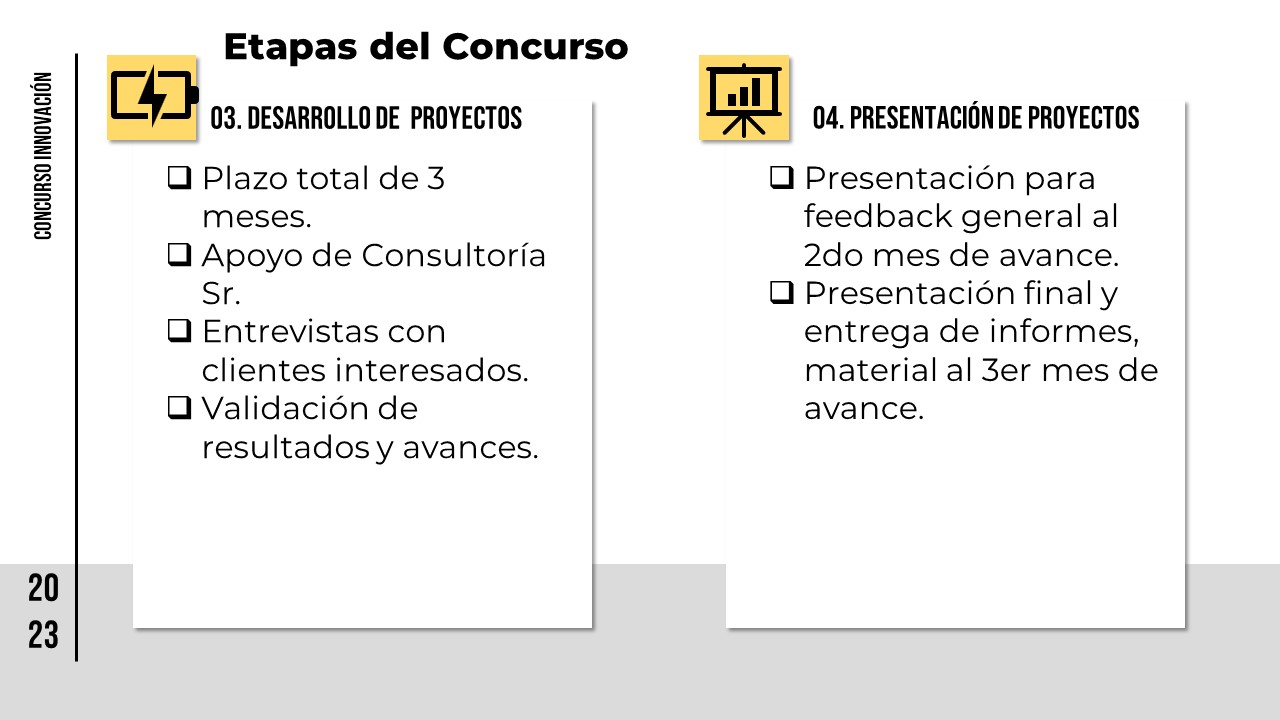 Etapas del Concurso
CONCURSO INNOVACIÓN
20
23
03. DESARROLLO DE PROYECTOS
❑ Plazo total de 3
meses.
❑ Apoyo de Consultoría
Sr.
❑ Entrevistas con
clientes interesados.
❑ Validación de
resultados y avances.
04. PRESENTACIÓN DE PROYECTOS
❑ Presentación para
feedback general al
2do mes de avance.
❑ Presentación final y
entrega de informes,
material al 3er mes de
avance.